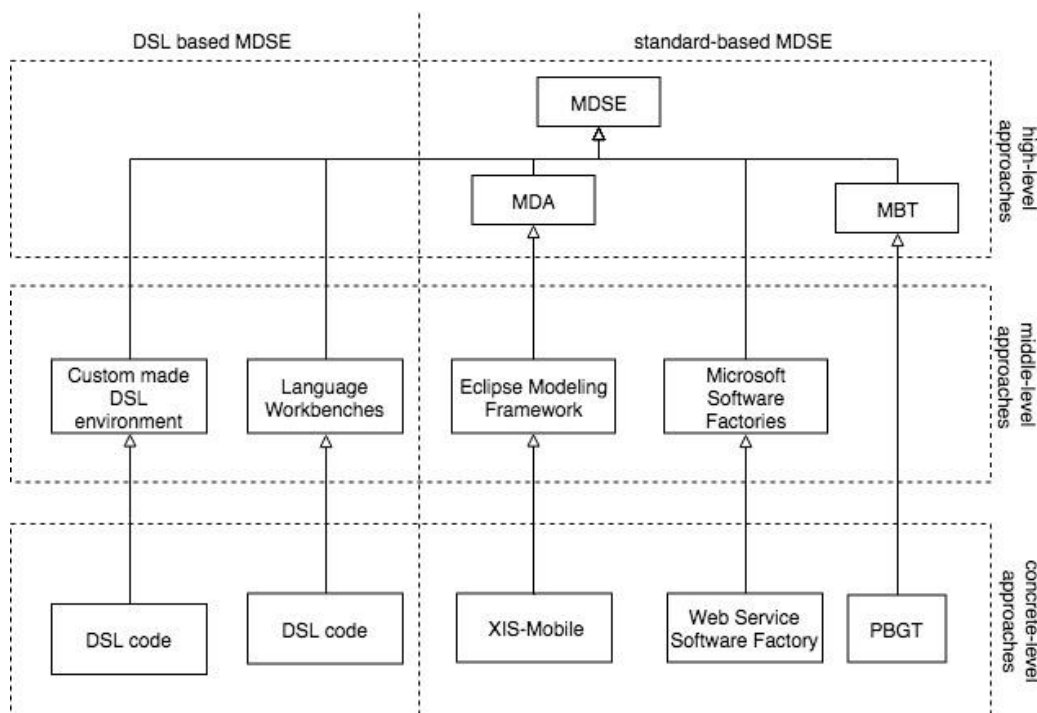 DSL based MDSE
standard-based MDSE
MDSE
MDA
MBT
high-level
approaches
Custom made
DSL
environment
Language
Workbenches
Eclipse Modeling
Framework
Microsoft
Software
Factories
middle-level
approaches
DSL code
DSL code
XIS-Mobile
Web Service
Software Factory
PBGT
concrete-level
approaches